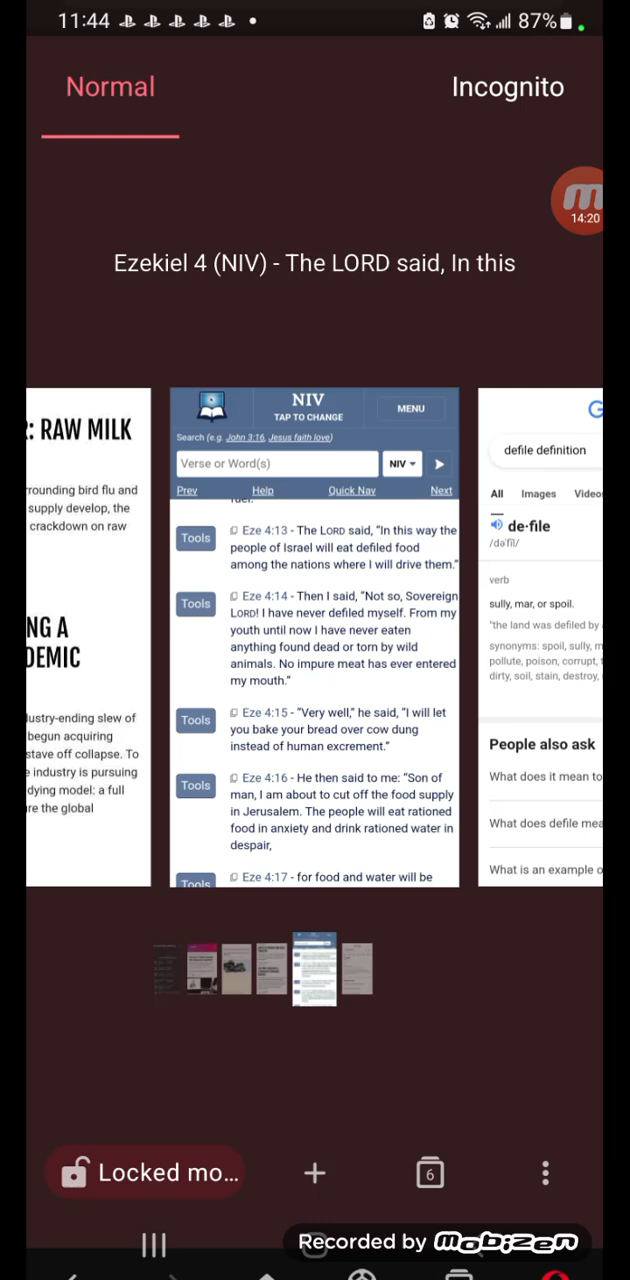 11:44
87%
Normal
Incognito
14:20
Ezekiel 4 (NIV) - The LORD said, In this
: RAW MILK
rounding bird flu and
supply develop, the
crackdown on raw
NG A
DEMIC
lustry-ending slew of
begun acquiring
stave off collapse. To
industry is pursuing
dying model: a full
re the global
NIV
TAP TO CHANGE
MENU
Search (e.g. John 3:16, Jesus faith love)
Verse or Word(s)
NIV
Prev
Help
Quick Nav
Next
fuel.
Tools
Eze 4:13 - The LORD said, "In this way the
people of Israel will eat defiled food
among the nations where I will drive them."
Tools
Eze 4:14 - Then I said, "Not so, Sovereign
LORD! I have never defiled myself. From my
youth until now I have never eaten
anything found dead or torn by wild
animals. No impure meat has ever entered
my mouth."
Tools
Eze 4:15 - "Very well," he said, "I will let
you bake your bread over cow dung
instead of human excrement."
Tools
Eze 4:16 - He then said to me: "Son of
man, I am about to cut off the food supply
in Jerusalem. The people will eat rationed
food in anxiety and drink rationed water in
despair,
Tools
Eze 4:17 - for food and water will be
defile definition
All
Images
Videos
de·file
/dəˈfīl/
verb
sully, mar, or spoil.
"the land was defiled by
synonyms: spoil, sully, m
pollute, poison, corrupt,
dirty, soil, stain, destroy,
People also ask
What does it mean to
What does defile mea
What is an example o
Locked mo...
6
Recorded by mobizen